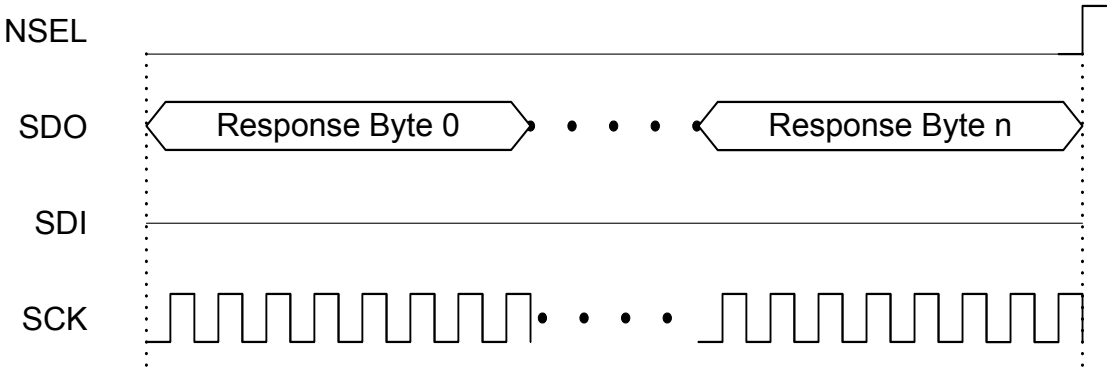 NSEL
SDO Response Byte 0 Response Byte n
SDI
SCK